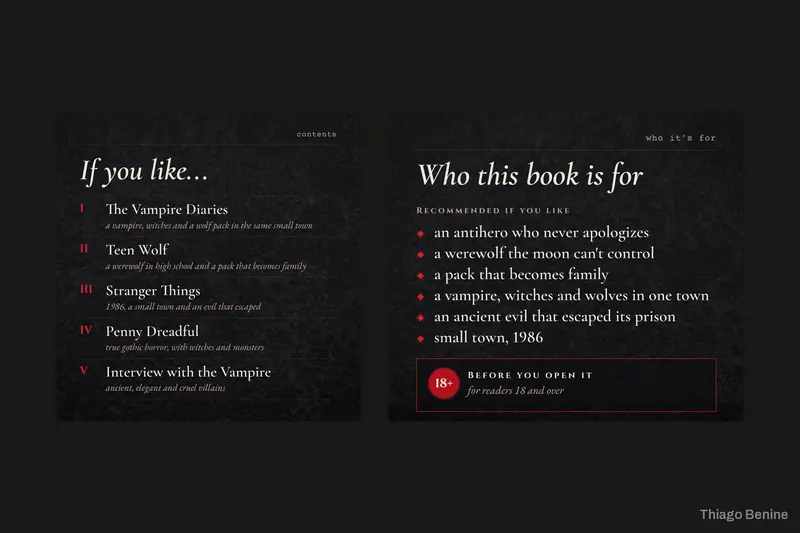 contents
If you like...
I The Vampire Diaries
a vampire, witches and a wolf pack in the same small town
II Teen Wolf
a werewolf in high school and a pack that becomes family
III Stranger Things
1986, a small town and an evil that escaped
IV Penny Dreadful
true gothic horror, with witches and monsters
V Interview with the Vampire
ancient, elegant and cruel villains
who it's for
Who this book is for
Recommended if you like
an antihero who never apologizes
a werewolf the moon can't control
a pack that becomes family
a vampire, witches and wolves in one town
an ancient evil that escaped its prison
small town, 1986
18+
Before you open it
for readers 18 and over
Thiago Benine